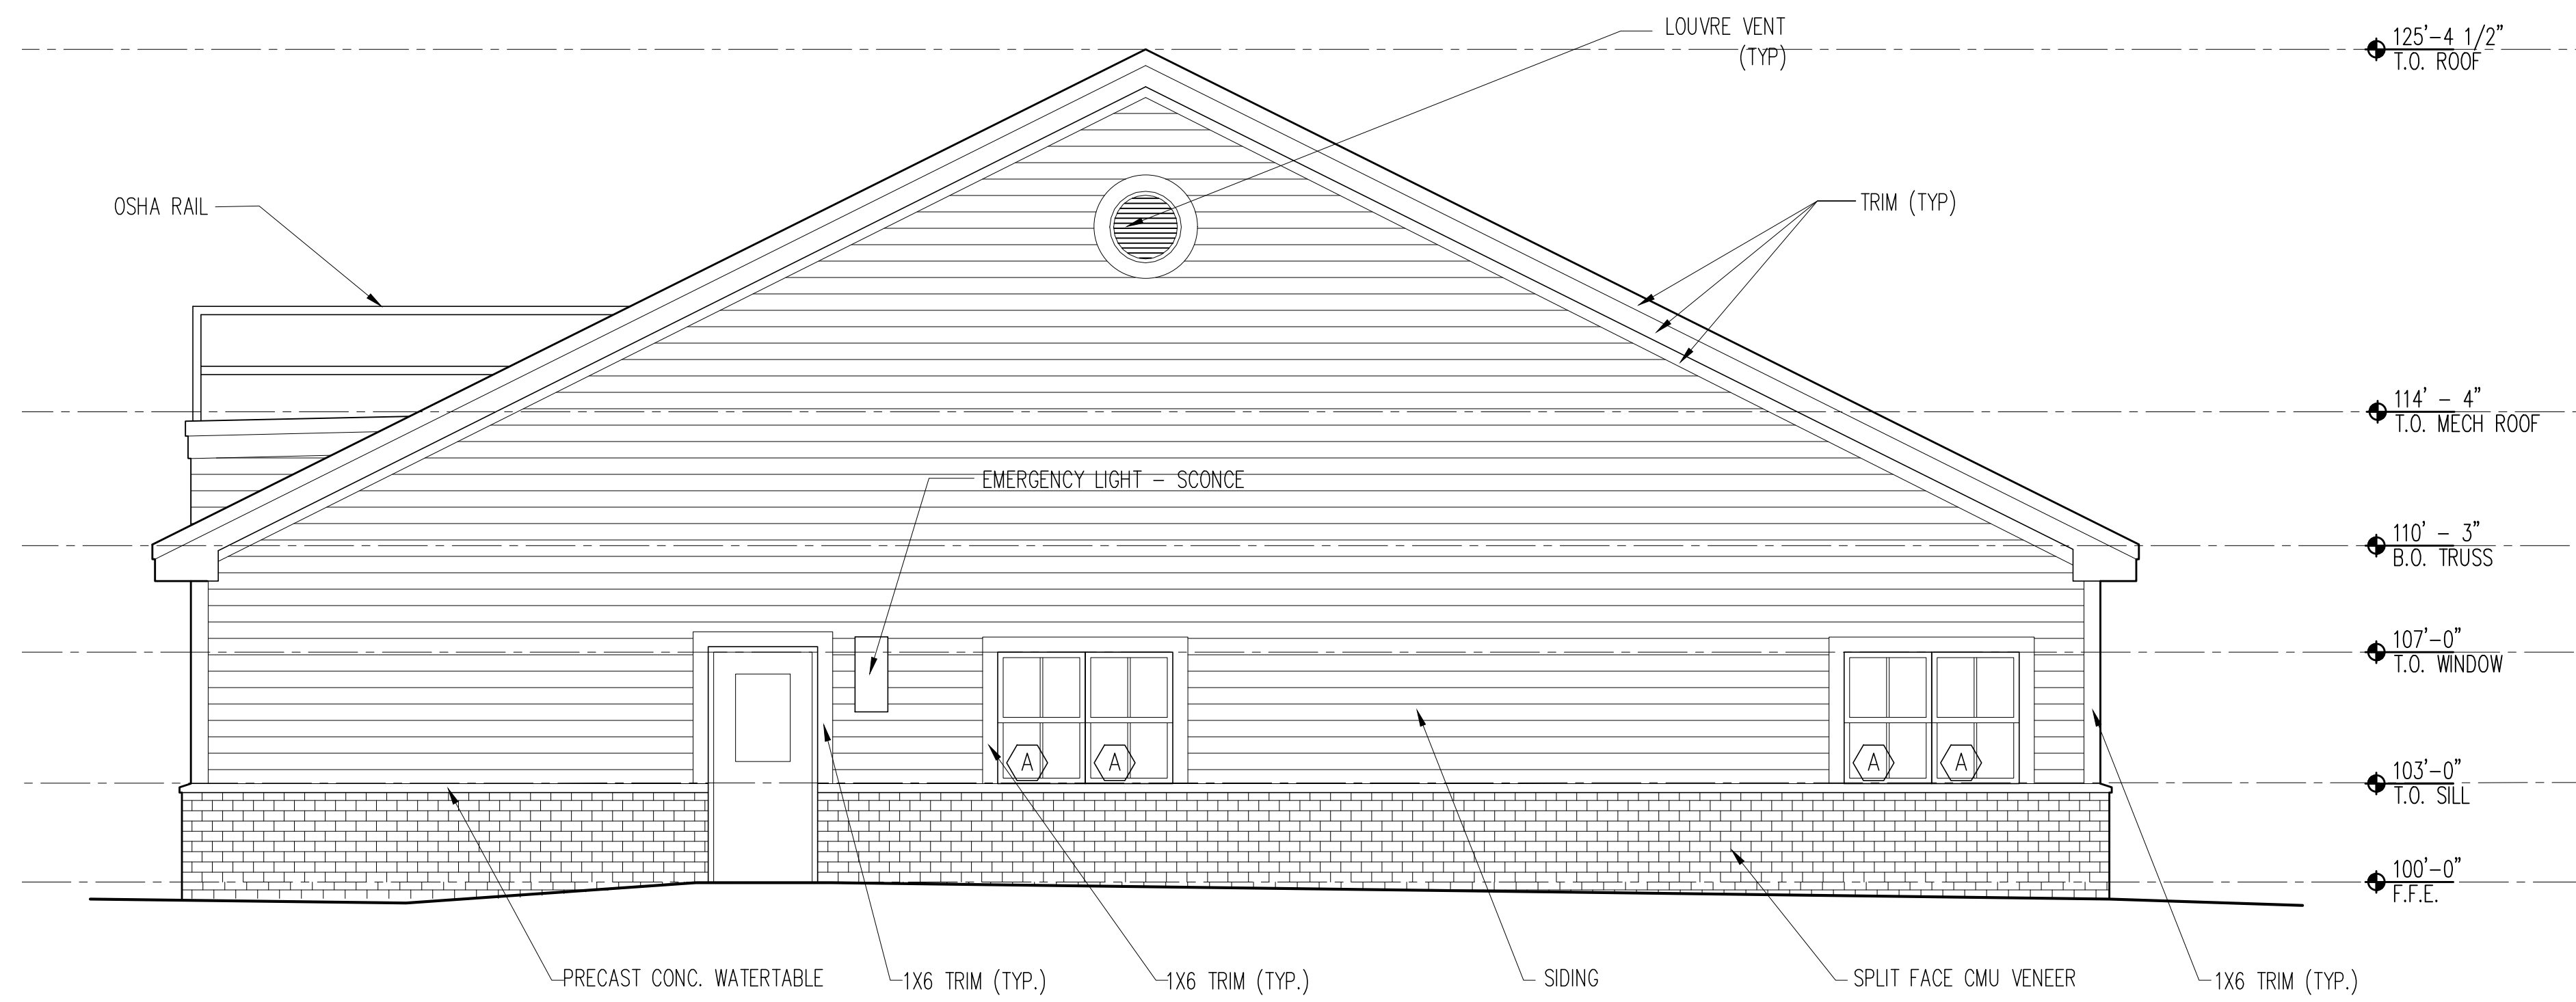 LOUVRE VENT
(TYP)
125'-4 1/2"
T.O. ROOF
OSHA RAIL
TRIM (TYP)
114' - 4"
T.O. MECH ROOF
EMERGENCY LIGHT - SCONCE
110' - 3"
B.O. TRUSS
107'-0"
T.O. WINDOW
A A A A
103'-0"
T.O. SILL
100'-0"
F.F.E.
PRECAST CONC. WATERTABLE
1X6 TRIM (TYP.)
1X6 TRIM (TYP.)
SIDING
SPLIT FACE CMU VENEER
1X6 TRIM (TYP.)